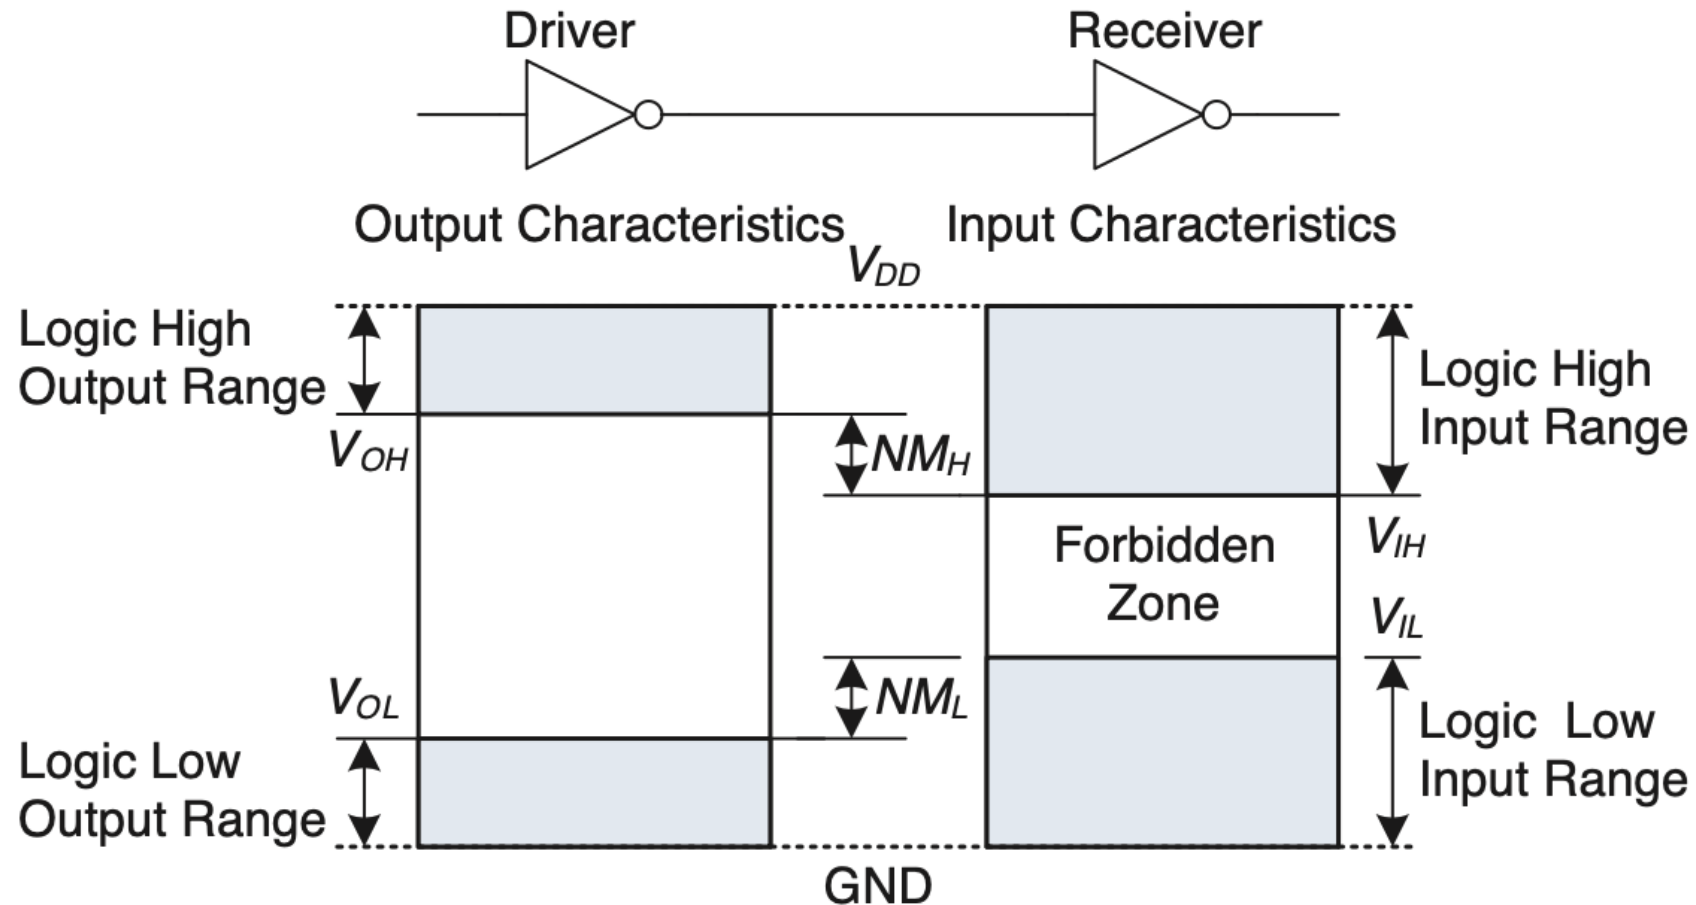 Driver
Receiver
Output Characteristics
Input Characteristics
VDD
Logic High
Output Range
Logic High
Input Range
VOH
NMH
Forbidden
Zone
VIH
VIL
VOL
NML
Logic Low
Output Range
Logic Low
Input Range
GND